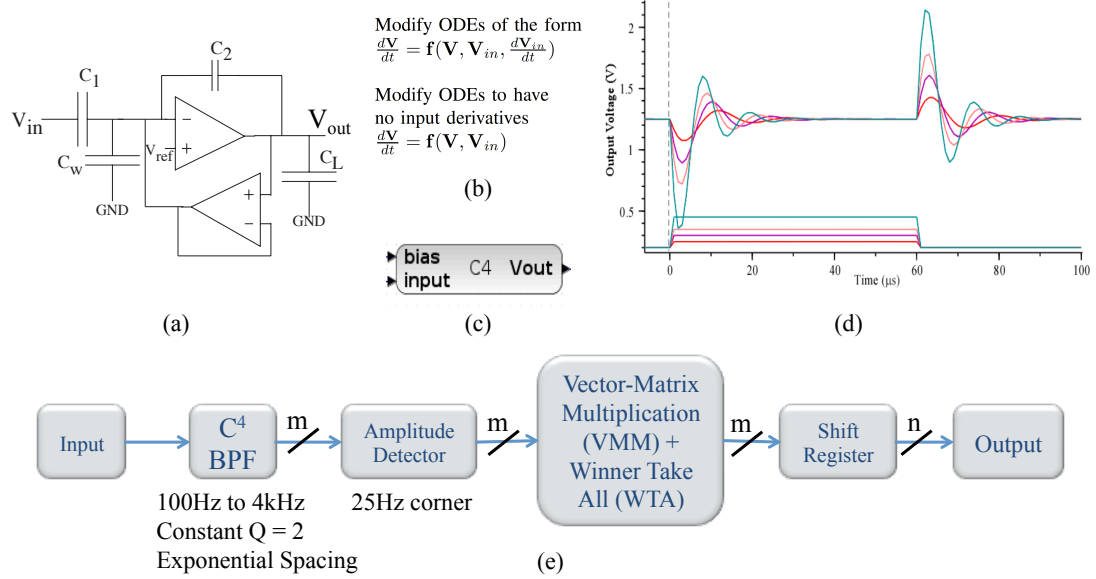 C1
C2
Vin
Vref
Vout
Cw
CL
GND
GND
− + + −
(a)
Modify ODEs of the form
dV/dt = f(V, Vin, dVin/dt)
Modify ODEs to have
no input derivatives
dV/dt = f(V, Vin)
(b)
bias
input
C4
Vout
(c)
Output Voltage (V)
2
1.5
1
0.5
0 20 40 60 80 100
Time (μs)
(d)
Input
C⁴
BPF
m
Amplitude
Detector
m
Vector-Matrix
Multiplication
(VMM) +
Winner Take
All (WTA)
m
Shift
Register
n
Output
100Hz to 4kHz
Constant Q = 2
Exponential Spacing
25Hz corner
(e)